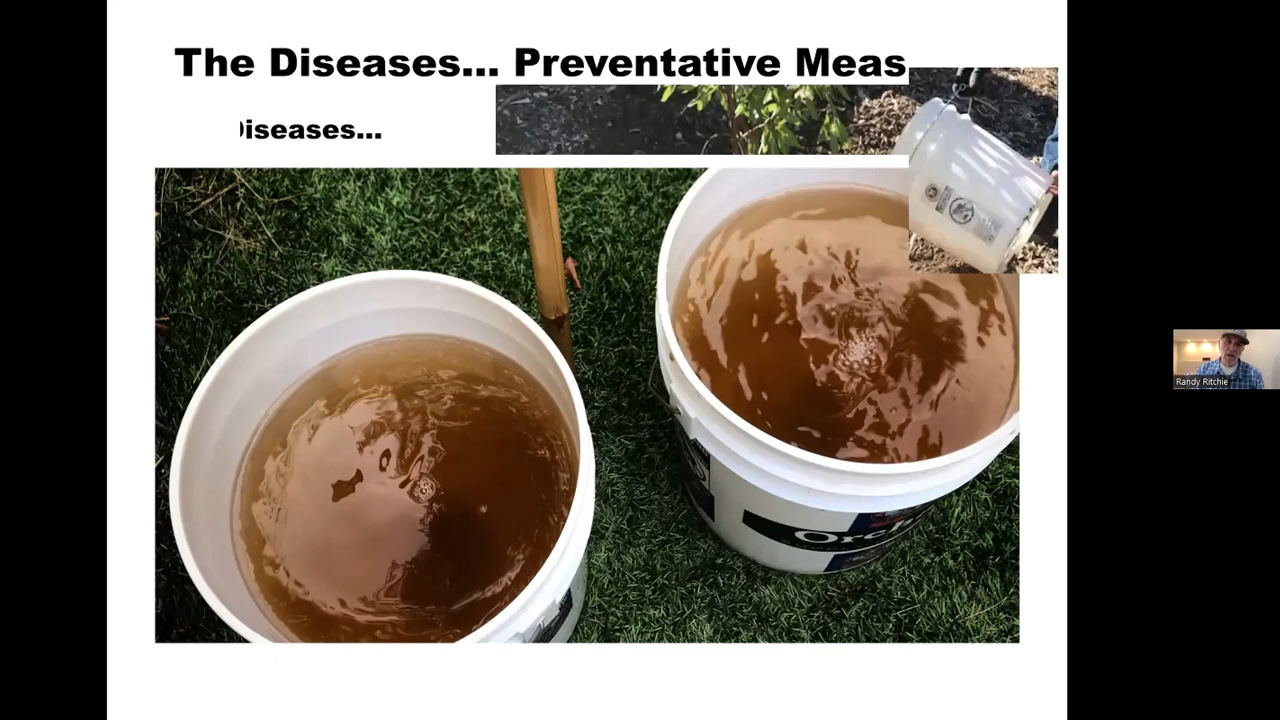 The Diseases... Preventative Meas
iseases...
Orc
Randy Ritchie